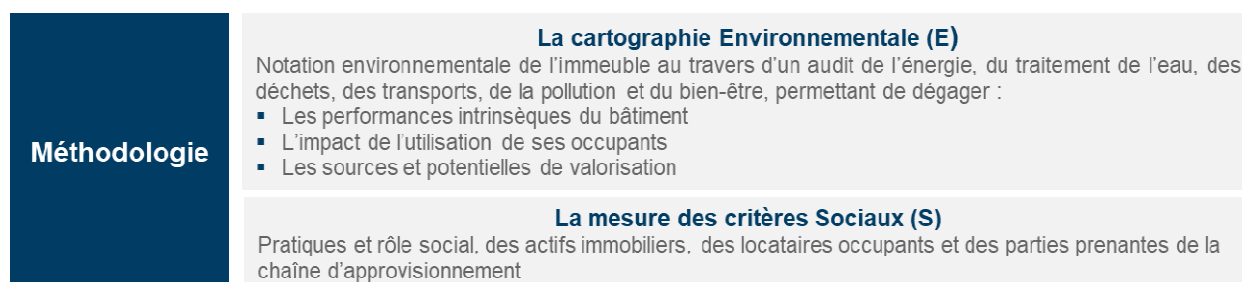 Méthodologie
La cartographie Environnementale (E)
Notation environnementale de l'immeuble au travers d'un audit de l'énergie, du traitement de l'eau, des
déchets, des transports, de la pollution et du bien-être, permettant de dégager :
▪ Les performances intrinsèques du bâtiment
▪ L'impact de l'utilisation de ses occupants
▪ Les sources et potentielles de valorisation
La mesure des critères Sociaux (S)
Pratiques et rôle social, des actifs immobiliers, des locataires occupants et des parties prenantes de la
chaîne d'approvisionnement